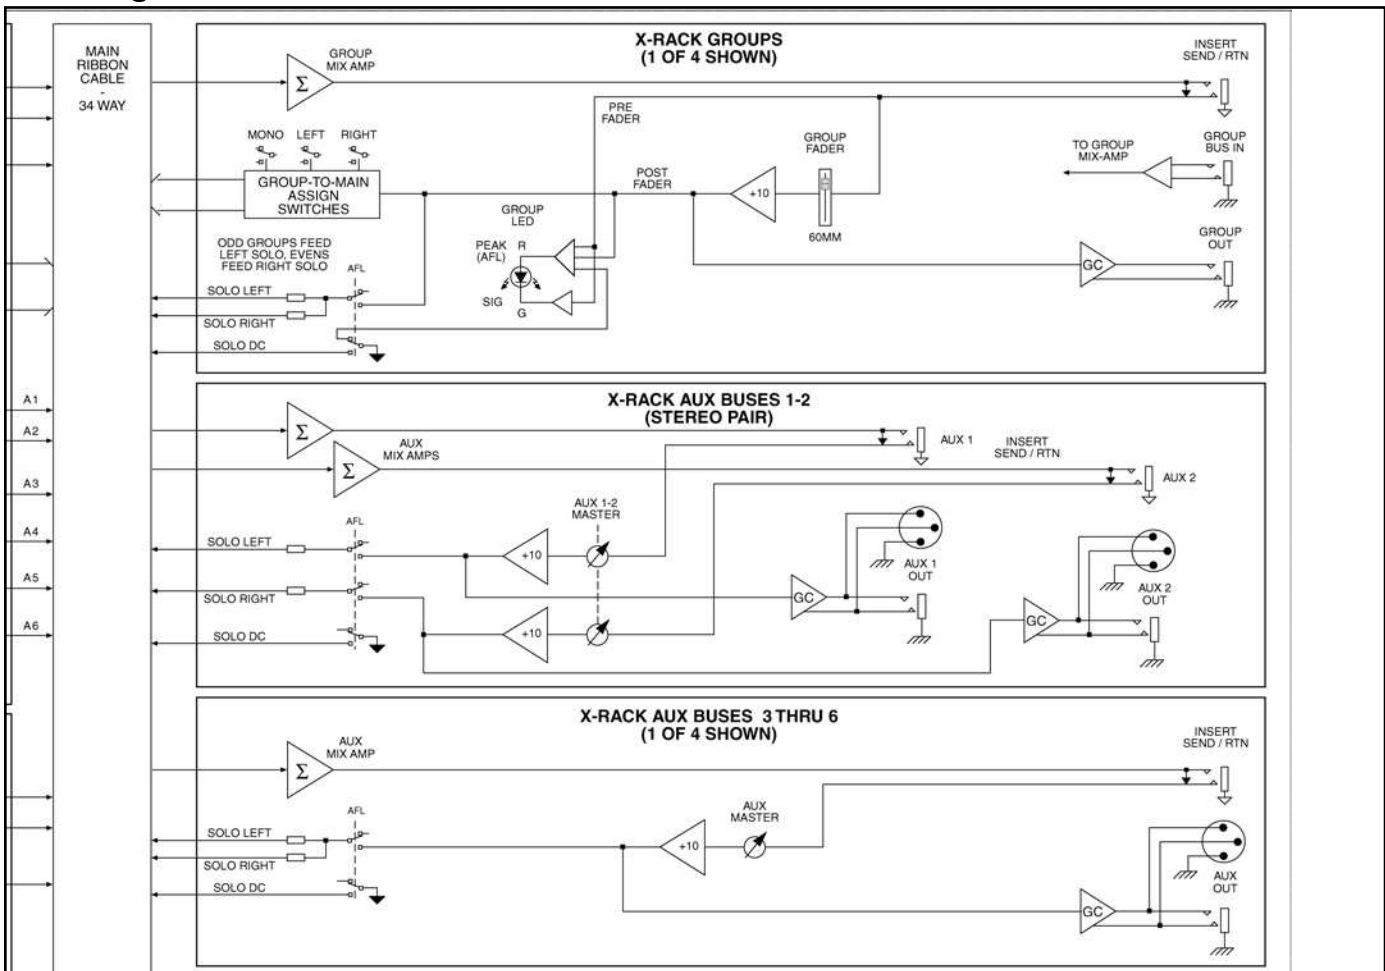 MAIN
RIBBON
CABLE
-
34 WAY
A1
A2
A3
A4
A5
A6
X-RACK GROUPS
(1 OF 4 SHOWN)
GROUP
MIX AMP
Σ
INSERT
SEND / RTN
PRE
FADER
MONO LEFT RIGHT
GROUP-TO-MAIN
ASSIGN
SWITCHES
POST
FADER
GROUP
FADER
+10
60MM
TO GROUP
MIX-AMP
GROUP
BUS IN
GROUP
LED
PEAK
(AFL)
R
SIG
G
GROUP
OUT
GC
ODD GROUPS FEED
LEFT SOLO, EVENS
FEED RIGHT SOLO
AFL
SOLO LEFT
SOLO RIGHT
SOLO DC
X-RACK AUX BUSES 1-2
(STEREO PAIR)
Σ
AUX
MIX AMPS
Σ
AUX 1
INSERT
SEND / RTN
AUX 2
AUX 1-2
MASTER
AFL
SOLO LEFT
+10
SOLO RIGHT
SOLO DC
+10
AUX 1
OUT
GC
AUX 2
OUT
GC
X-RACK AUX BUSES 3 THRU 6
(1 OF 4 SHOWN)
AUX
MIX AMP
Σ
INSERT
SEND / RTN
AFL
SOLO LEFT
SOLO RIGHT
SOLO DC
+10
AUX
MASTER
AUX
OUT
GC